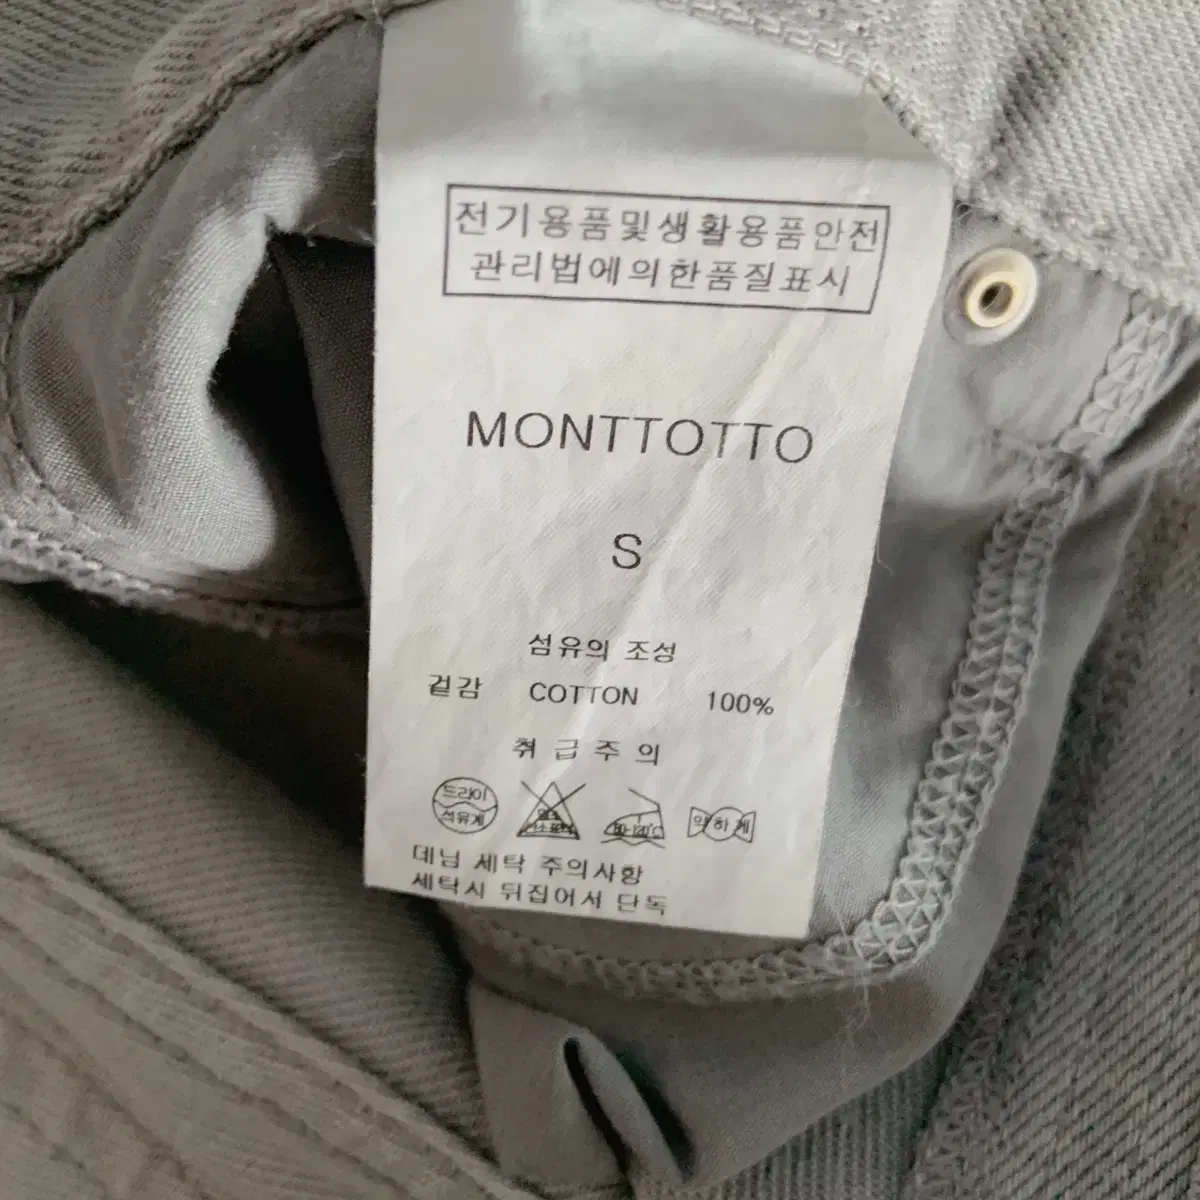 전기용품및생활용품안전
관리법에의한품질표시
MONTTOTTO
S
섬유의 조성
겉감 COTTON 100%
취급주의
드라이
석유계
80-120℃
약하게
데님 세탁 주의사항
세탁시 뒤집어서 단독